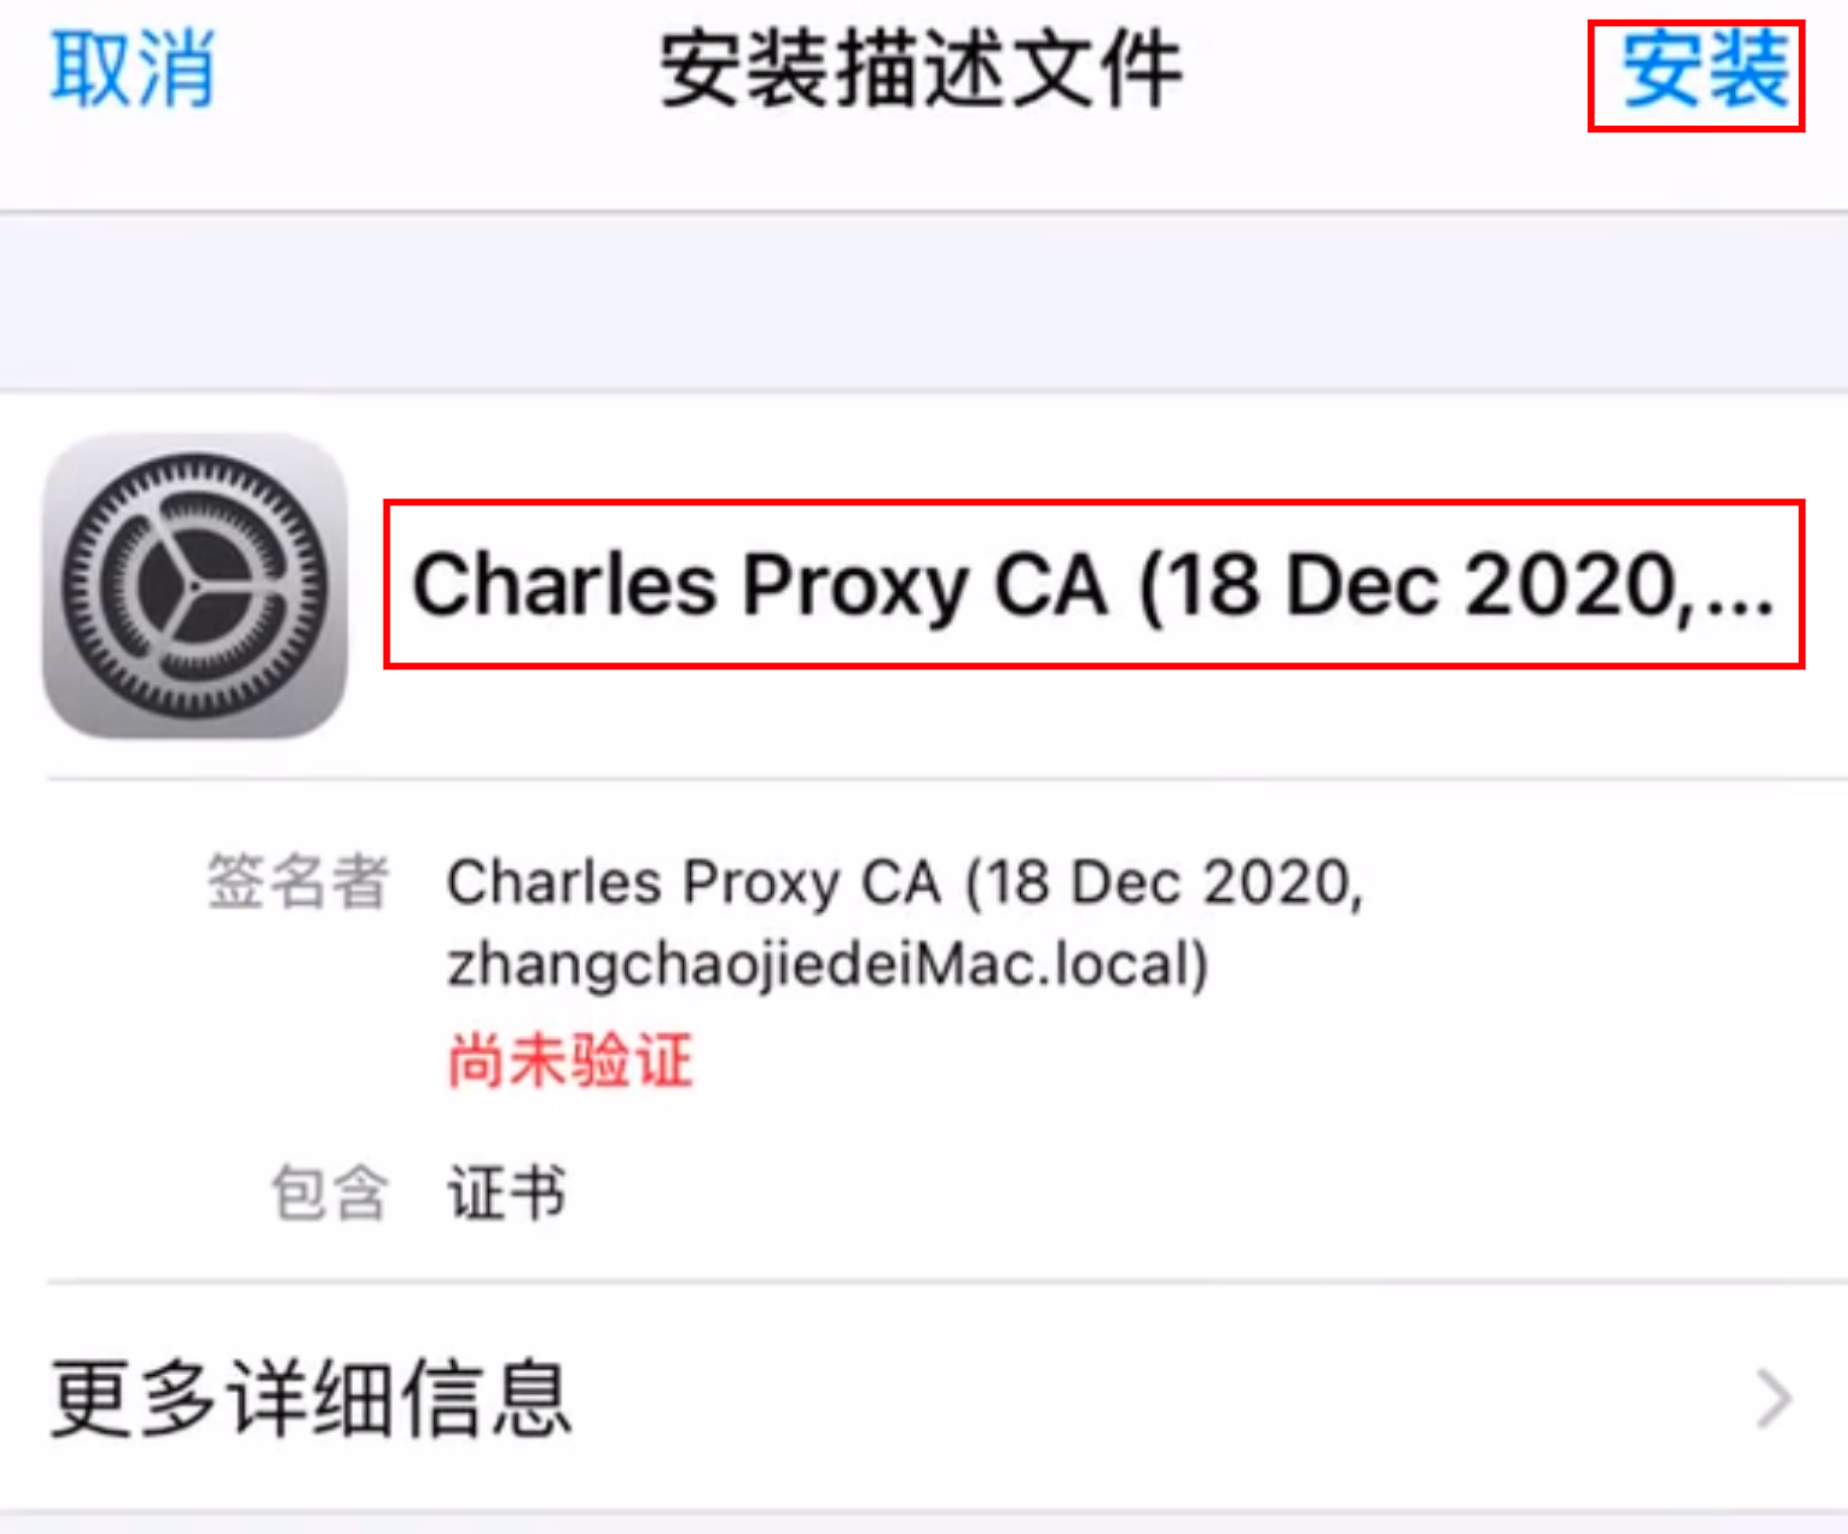 取消 安装描述文件 安装
Charles Proxy CA (18 Dec 2020,...
签名者 Charles Proxy CA (18 Dec 2020,
zhangchaojiedeiMac.local)
尚未验证
包含 证书
更多详细信息